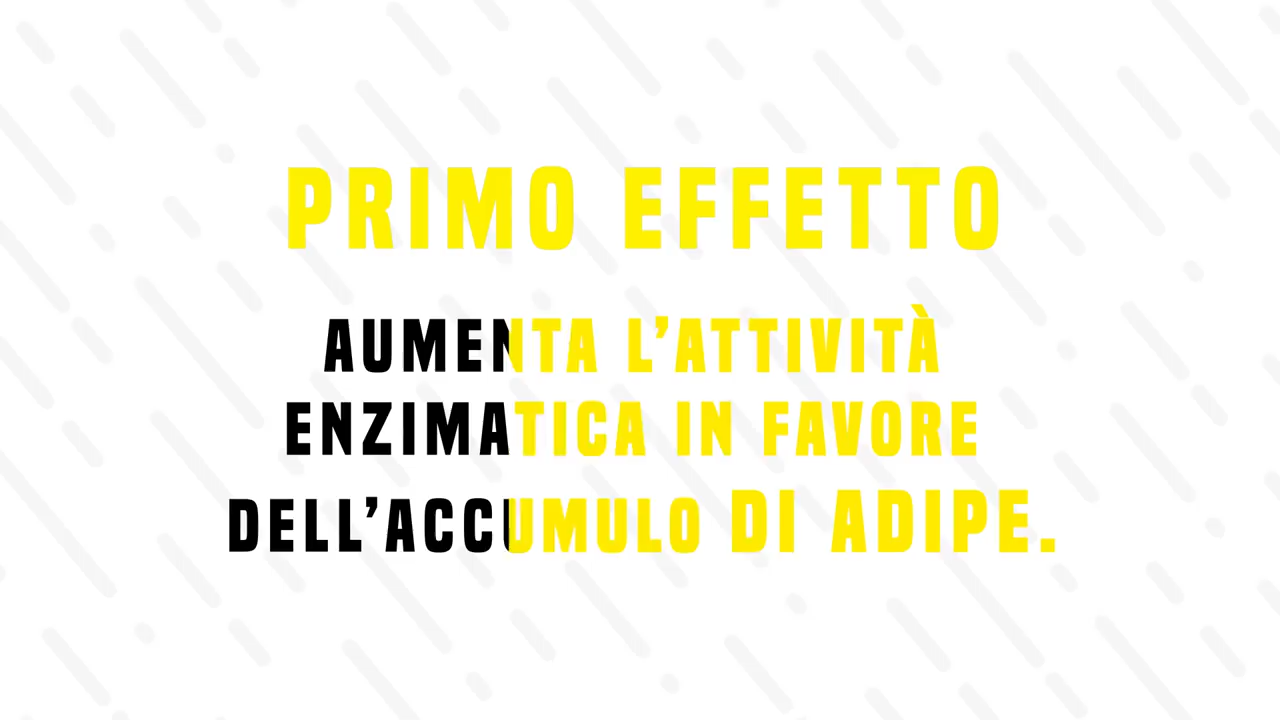 PRIMO EFFETTO
AUMENTA L'ATTIVITÀ
ENZIMATICA IN FAVORE
DELL'ACCUMULO DI ADIPE.